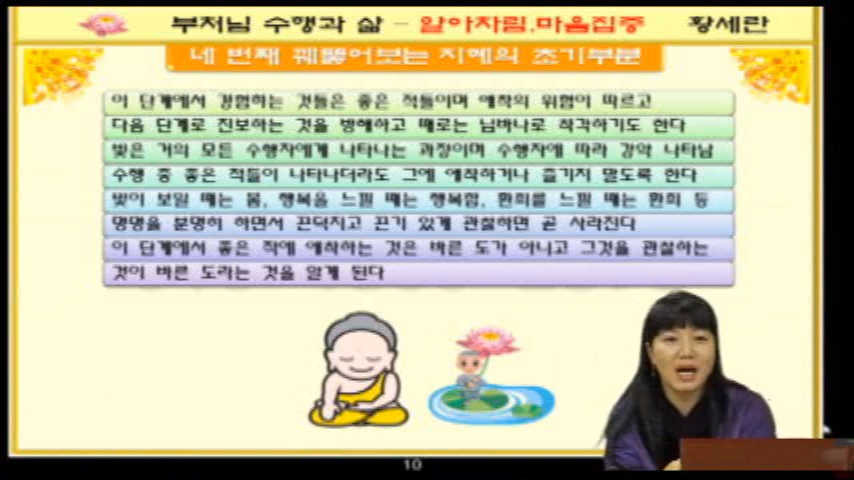 부처님 수행과 삶 - 알아차림.마음집중 황세란
네 번째 꿰뚫어보는 지혜의 초기부분
이 단계에서 경험하는 것들은 좋은 적들이며 애착의 위험이 따르고
다음 단계로 진보하는 것을 방해하고 때로는 닙바나로 착각하기도 한다
빛은 거의 모든 수행자에게 나타나는 과정이며 수행자에 따라 강약 나타남
수행 중 좋은 적들이 나타나더라도 그에 애착하거나 즐기지 말도록 한다
빛이 보일 때는 봄, 행복을 느낄 때는 행복함, 환희를 느낄 때는 환희 등
명명을 분명히 하면서 끈덕지고 끈기 있게 관찰하면 곧 사라진다
이 단계에서 좋은 적에 애착하는 것은 바른 도가 아니고 그것을 관찰하는
것이 바른 도라는 것을 알게 된다
10